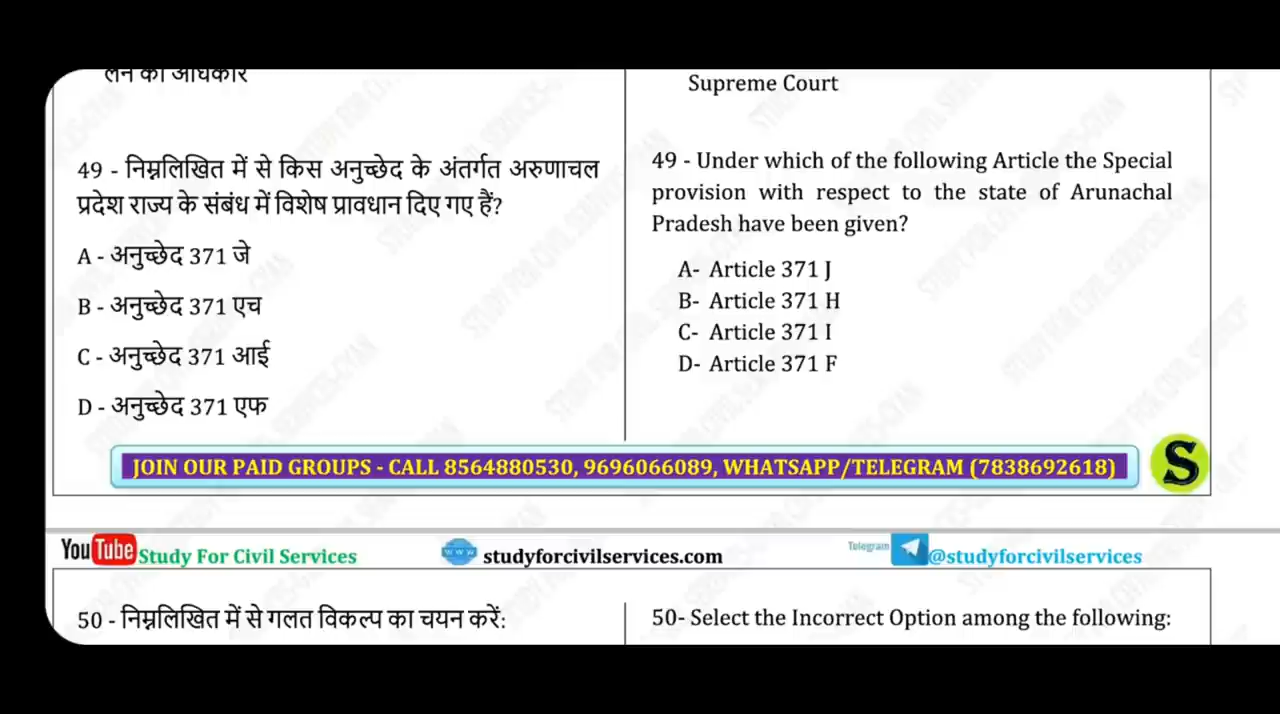 लेने का अधिकार
49 - निम्नलिखित में से किस अनुच्छेद के अंतर्गत अरुणाचल
प्रदेश राज्य के संबंध में विशेष प्रावधान दिए गए हैं?
A - अनुच्छेद 371 जे
B - अनुच्छेद 371 एच
C - अनुच्छेद 371 आई
D - अनुच्छेद 371 एफ
Supreme Court
49 - Under which of the following Article the Special
provision with respect to the state of Arunachal
Pradesh have been given?
A- Article 371 J
B- Article 371 H
C- Article 371 I
D- Article 371 F
JOIN OUR PAID GROUPS - CALL 8564880530, 9696066089, WHATSAPP/TELEGRAM (7838692618)
S
YouTube Study For Civil Services
www studyforcivilservices.com
Telegram @studyforcivilservices
50 - निम्नलिखित में से गलत विकल्प का चयन करें:
50- Select the Incorrect Option among the following: